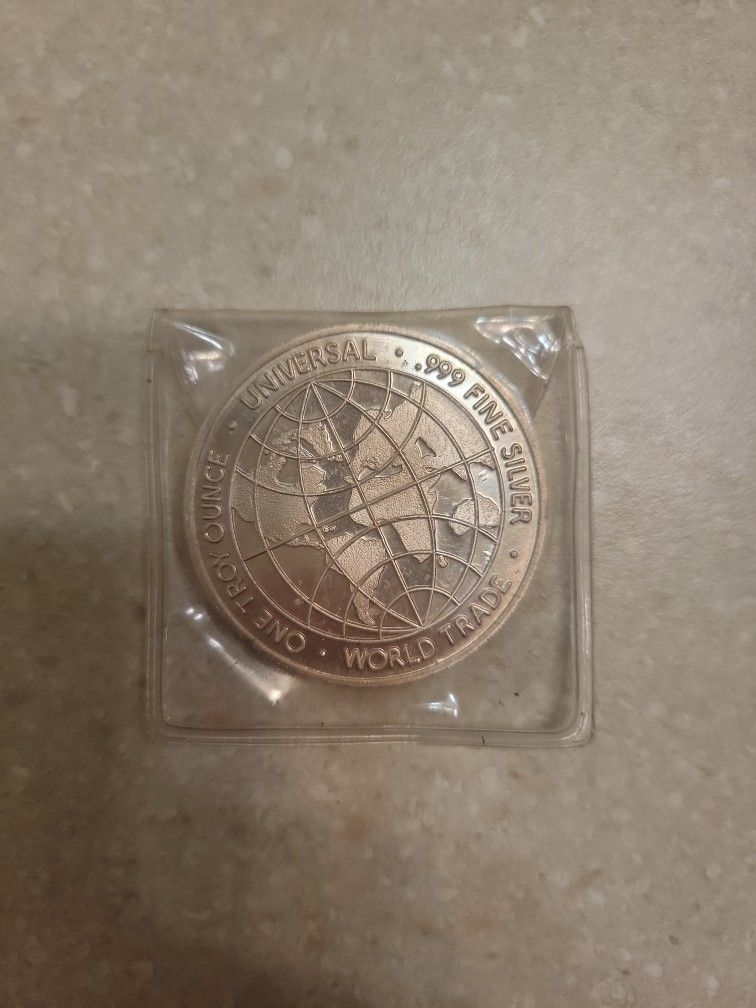 UNIVERSAL • .999 FINE SILVER • WORLD TRADE • ONE TROY OUNCE •